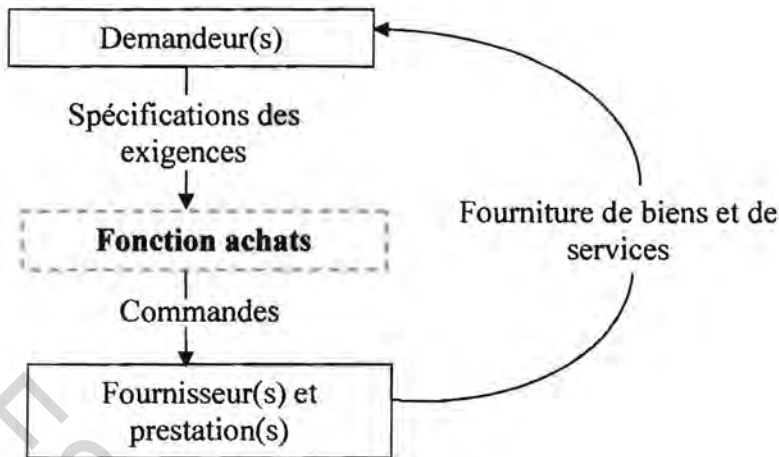 Demandeur(s)
Spécifications des
exigences
Fonction achats
Fourniture de biens et de
services
Commandes
Fournisseur(s) et
prestation(s)